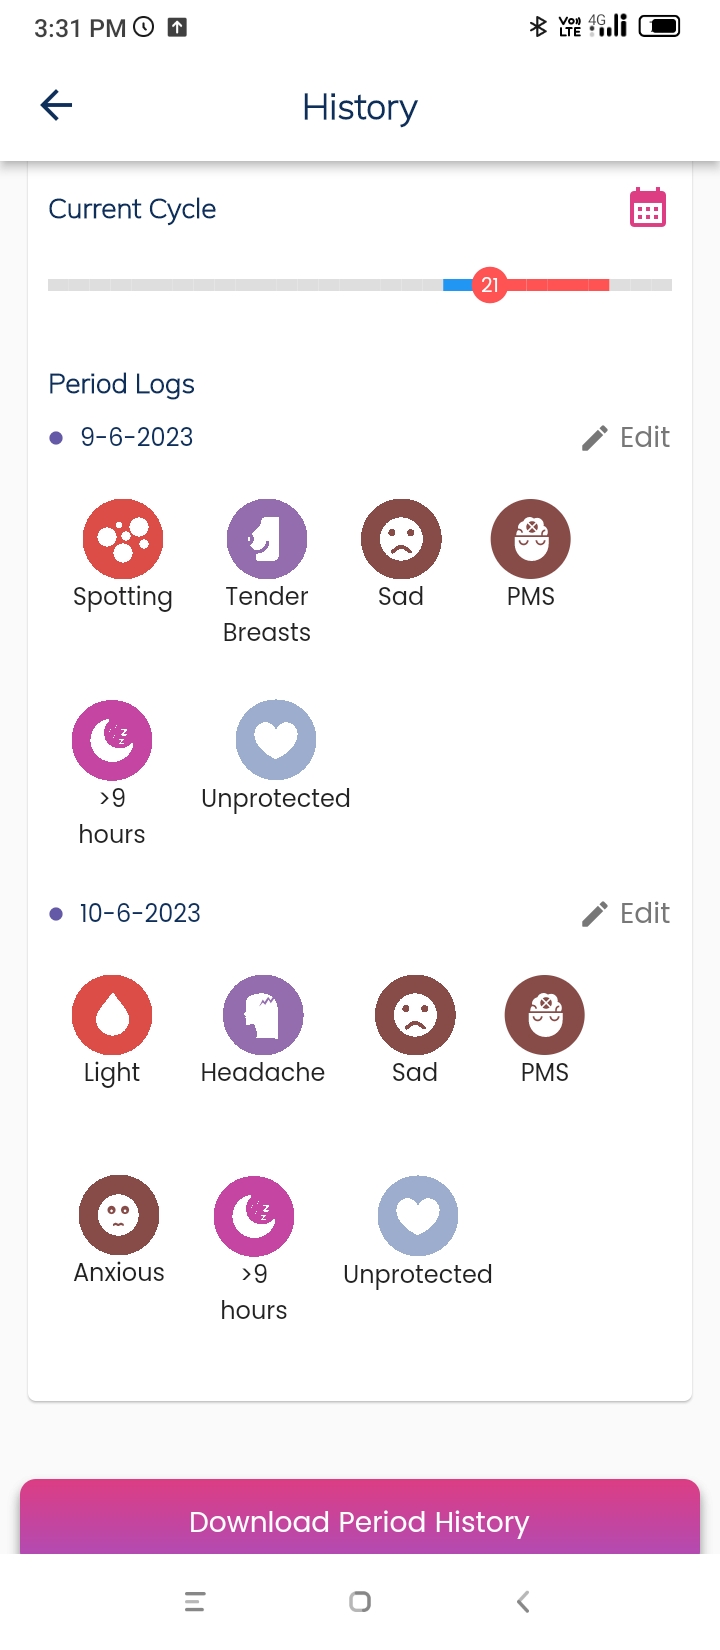 3:31 PM
Vo))
LTE
4G
History
Current Cycle
21
Period Logs
9-6-2023
Edit
Spotting
Tender
Breasts
Sad
PMS
>9
hours
Unprotected
10-6-2023
Edit
Light
Headache
Sad
PMS
Anxious
>9
hours
Unprotected
Download Period History